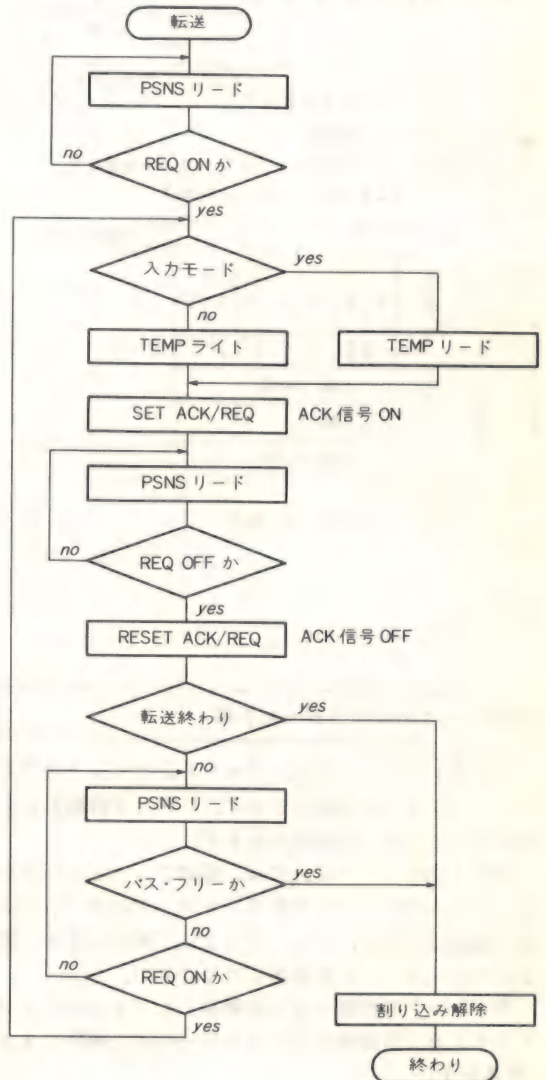 転送
PSNS リード
no
REQ ON か
yes
入力モード
yes
no
TEMP ライト
TEMP リード
SET ACK/REQ
ACK 信号 ON
PSNS リード
no
REQ OFF か
yes
RESET ACK/REQ
ACK 信号 OFF
転送終わり
yes
no
PSNS リード
バス・フリーか
yes
no
no
REQ ON か
yes
割り込み解除
終わり